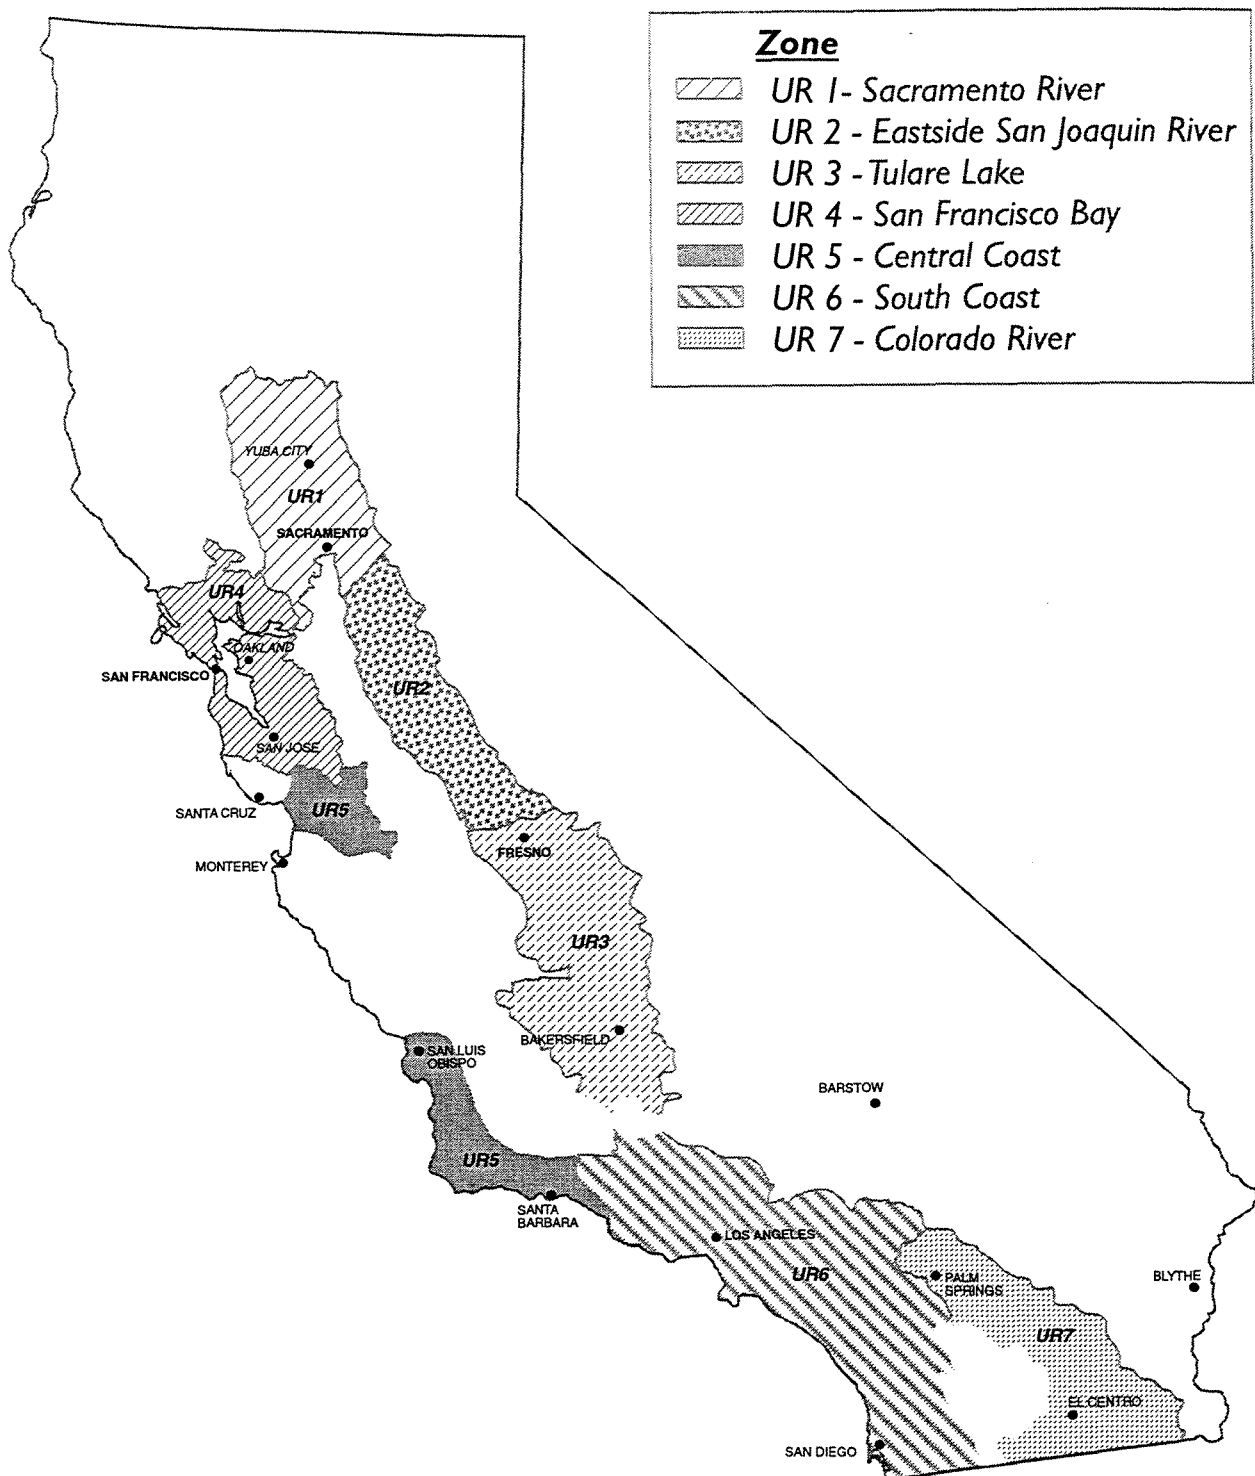 Zone
UR 1- Sacramento River
UR 2 - Eastside San Joaquin River
UR 3 - Tulare Lake
UR 4 - San Francisco Bay
UR 5 - Central Coast
UR 6 - South Coast
UR 7 - Colorado River
YUBA CITY
UR1
SACRAMENTO
UR4
OAKLAND
SAN FRANCISCO
UR2
SAN JOSE
SANTA CRUZ
UR5
MONTEREY
FRESNO
UR3
BAKERSFIELD
SAN LUIS
OBISPO
BARSTOW
UR5
SANTA
BARBARA
LOS ANGELES
UR6
PALM
SPRINGS
BLYTHE
UR7
EL CENTRO
SAN DIEGO